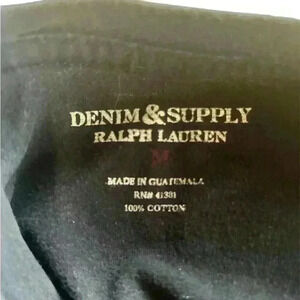 DENIM & SUPPLY
RALPH LAUREN
M
MADE IN GUATEMALA
RN# 41381
100% COTTON